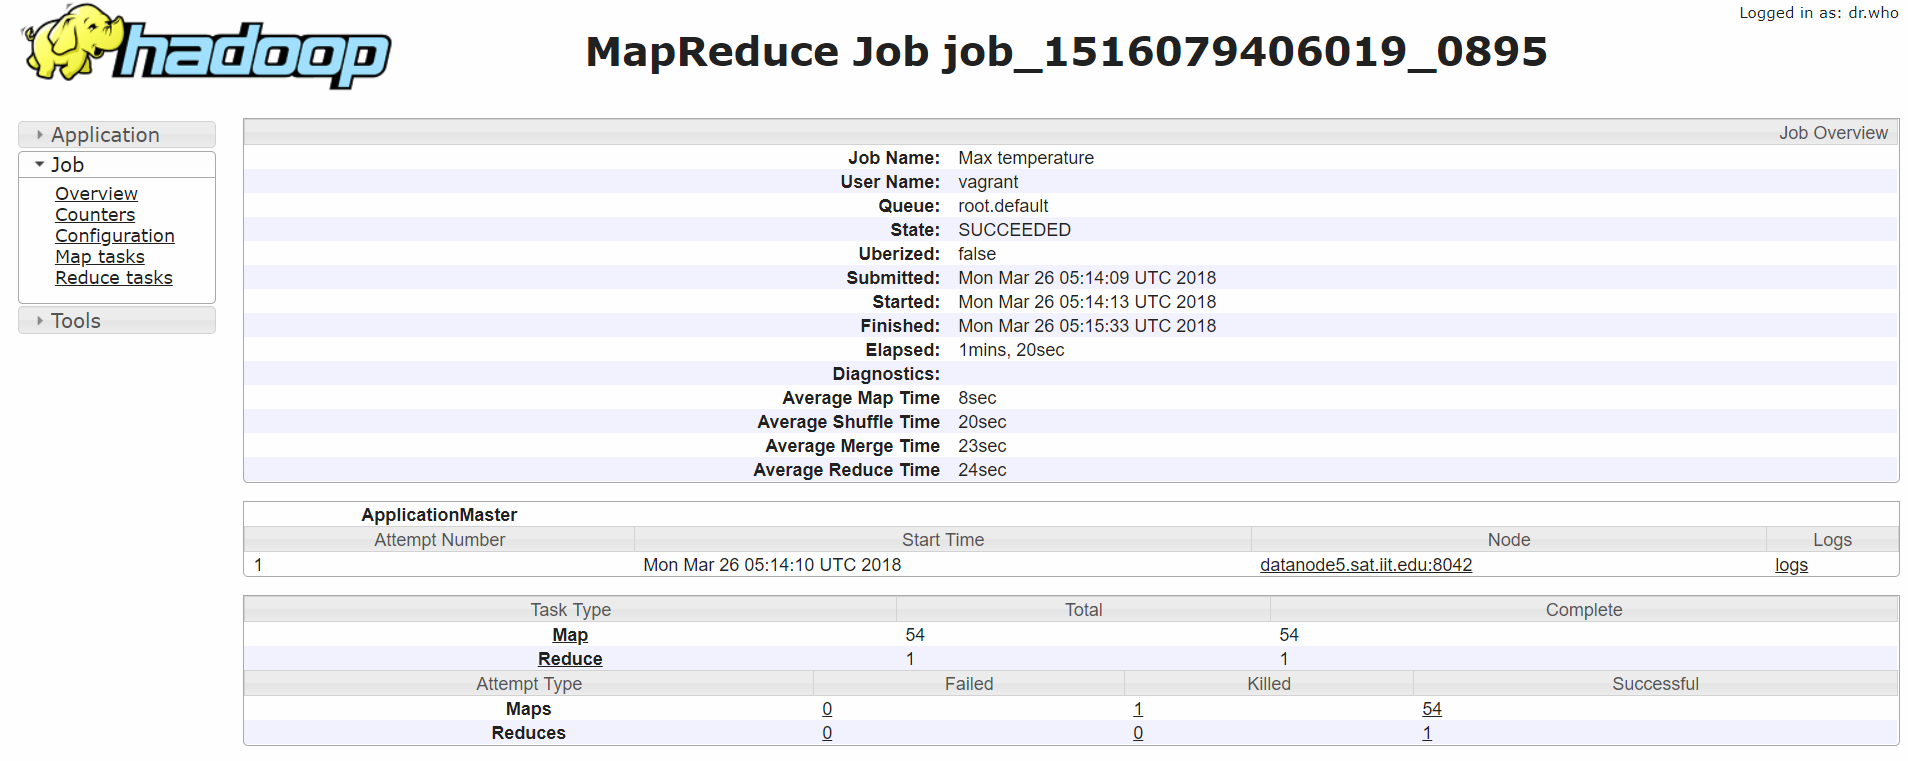 Logged in as: dr.who
hadoop
MapReduce Job job_1516079406019_0895
Application
Job
Overview
Counters
Configuration
Map tasks
Reduce tasks
Tools
Job Overview
Job Name: Max temperature
User Name: vagrant
Queue: root.default
State: SUCCEEDED
Uberized: false
Submitted: Mon Mar 26 05:14:09 UTC 2018
Started: Mon Mar 26 05:14:13 UTC 2018
Finished: Mon Mar 26 05:15:33 UTC 2018
Elapsed: 1mins, 20sec
Diagnostics:
Average Map Time 8sec
Average Shuffle Time 20sec
Average Merge Time 23sec
Average Reduce Time 24sec
ApplicationMaster
Attempt Number Start Time Node Logs
1 Mon Mar 26 05:14:10 UTC 2018 datanode5.sat.iit.edu:8042 logs
Task Type Total Complete
Map 54 54
Reduce 1 1
Attempt Type Failed Killed Successful
Maps 0 1 54
Reduces 0 0 1